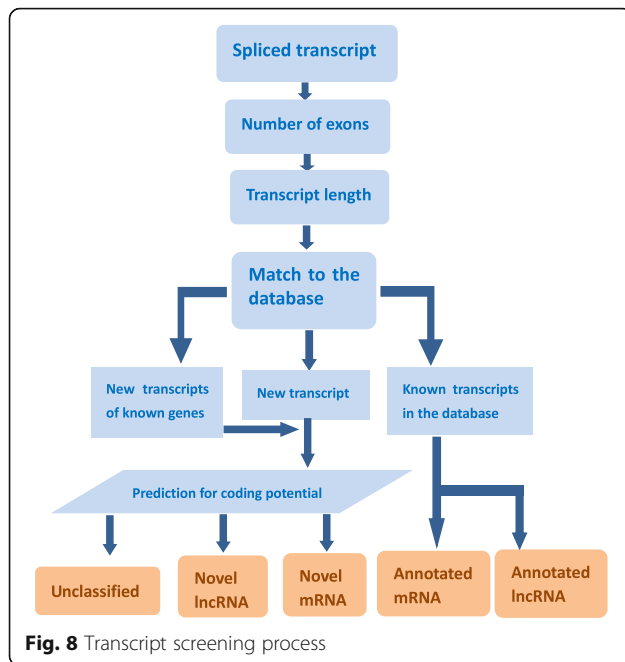 Spliced transcript
Number of exons
Transcript length
Match to the
database
New transcripts
of known genes
New transcript
Known transcripts
in the database
Prediction for coding potential
Unclassified
Novel
lncRNA
Novel
mRNA
Annotated
mRNA
Annotated
lncRNA
Fig. 8 Transcript screening process